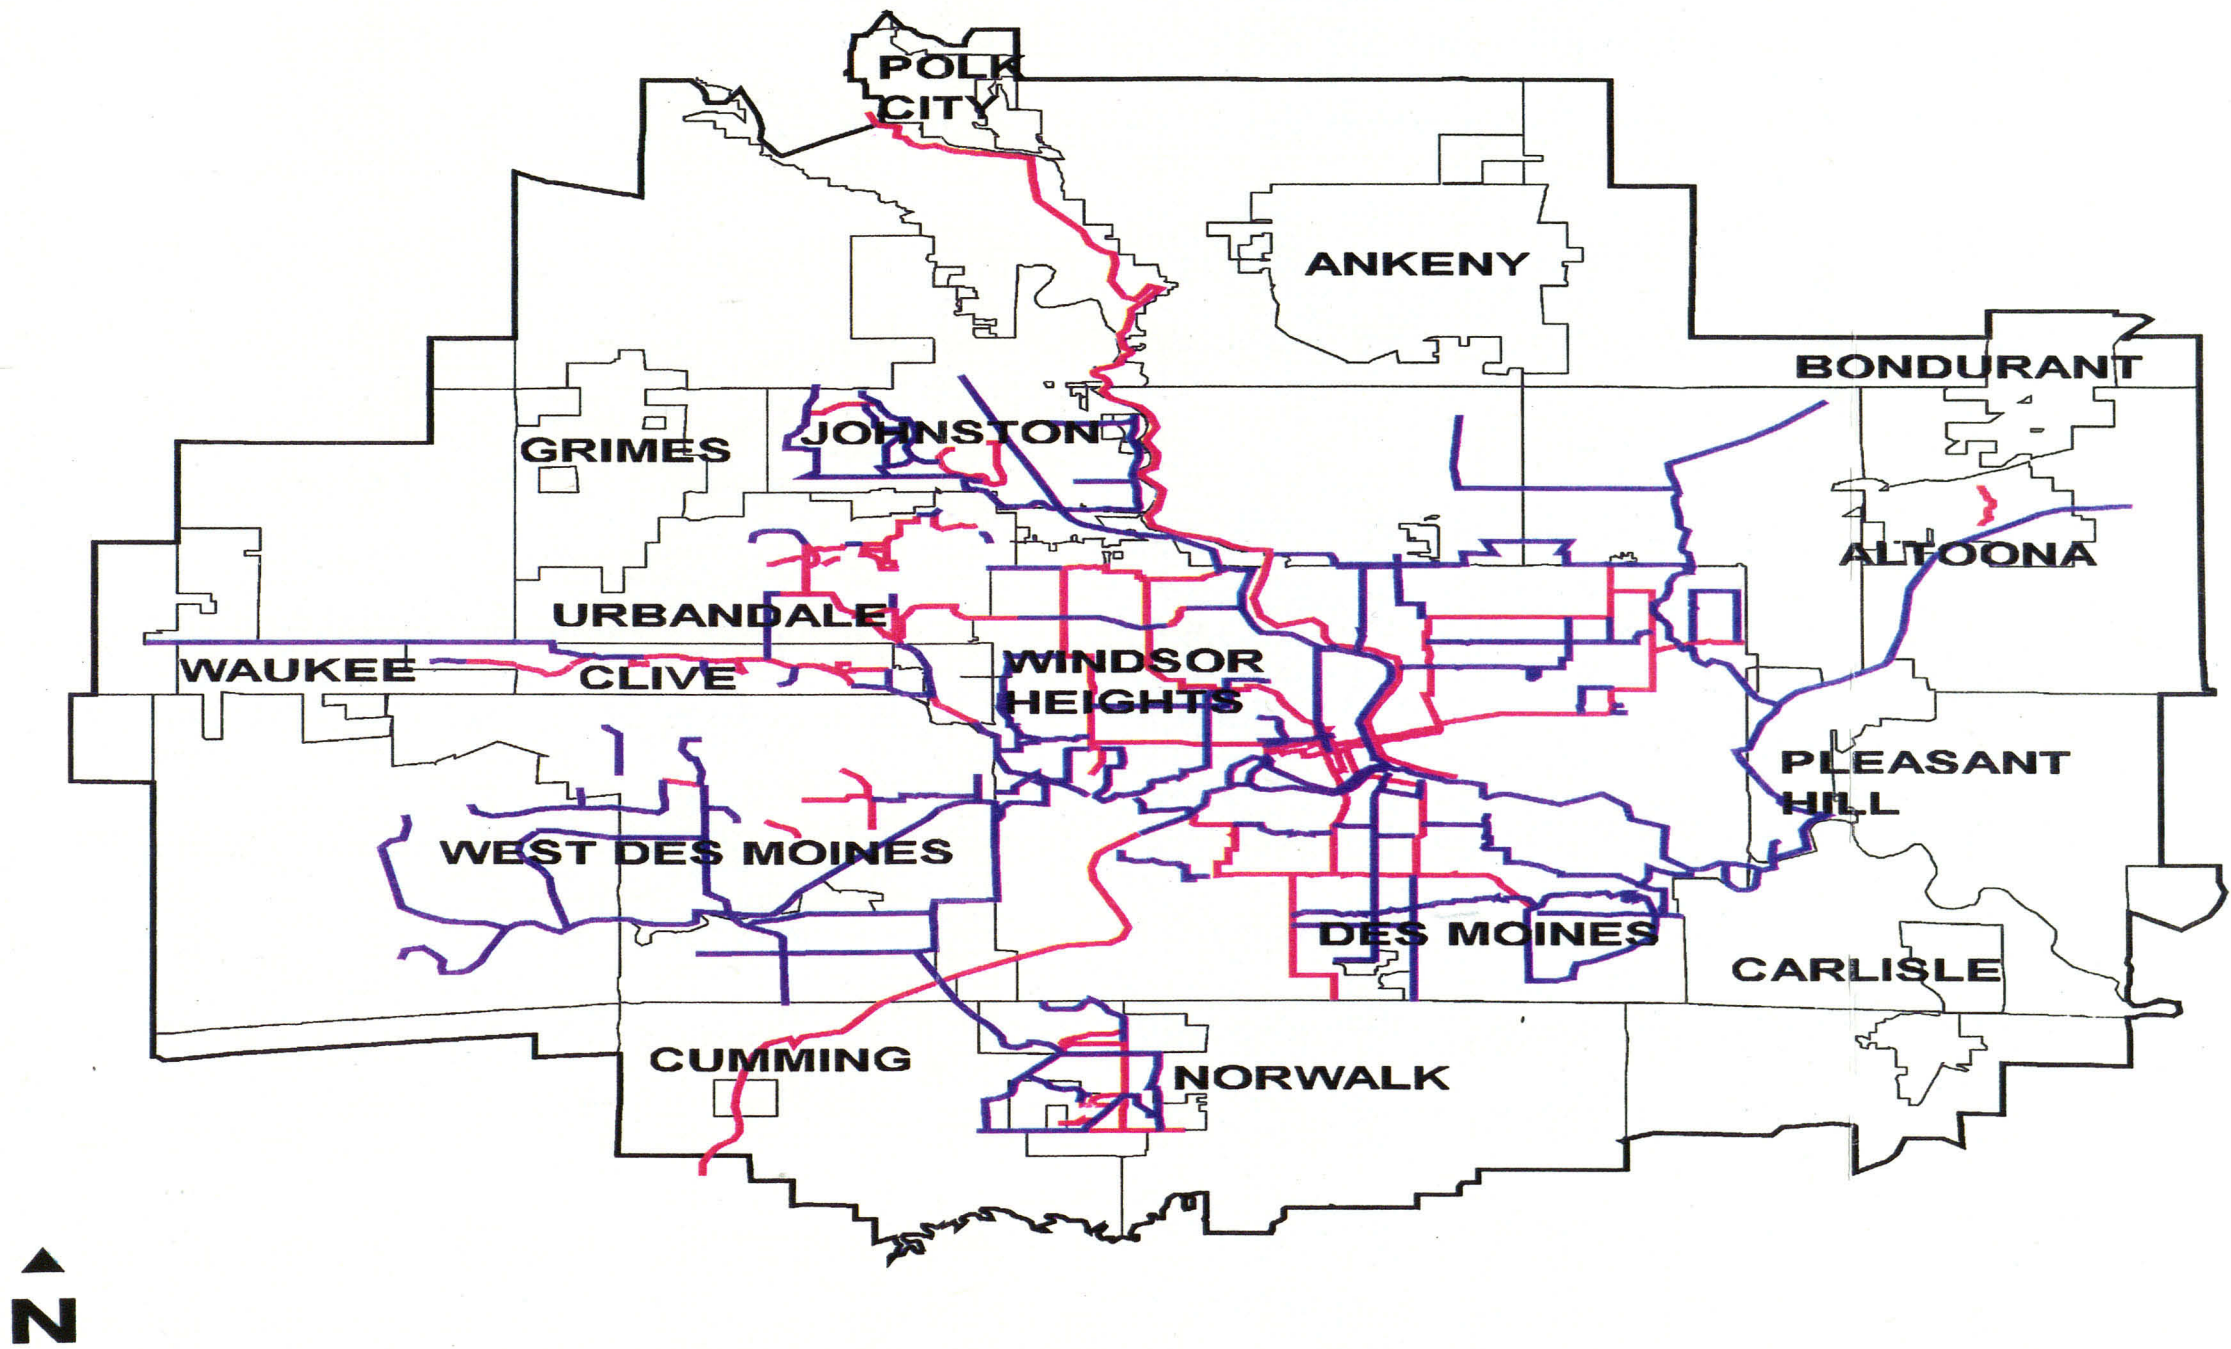 POLK
CITY
ANKENY
BONDURANT
JOHNSTON
GRIMES
ALTOONA
URBANDALE
WINDSOR
HEIGHTS
WAUKEE
CLIVE
PLEASANT
HILL
WEST DES MOINES
DES MOINES
CARLISLE
CUMMING
NORWALK
N